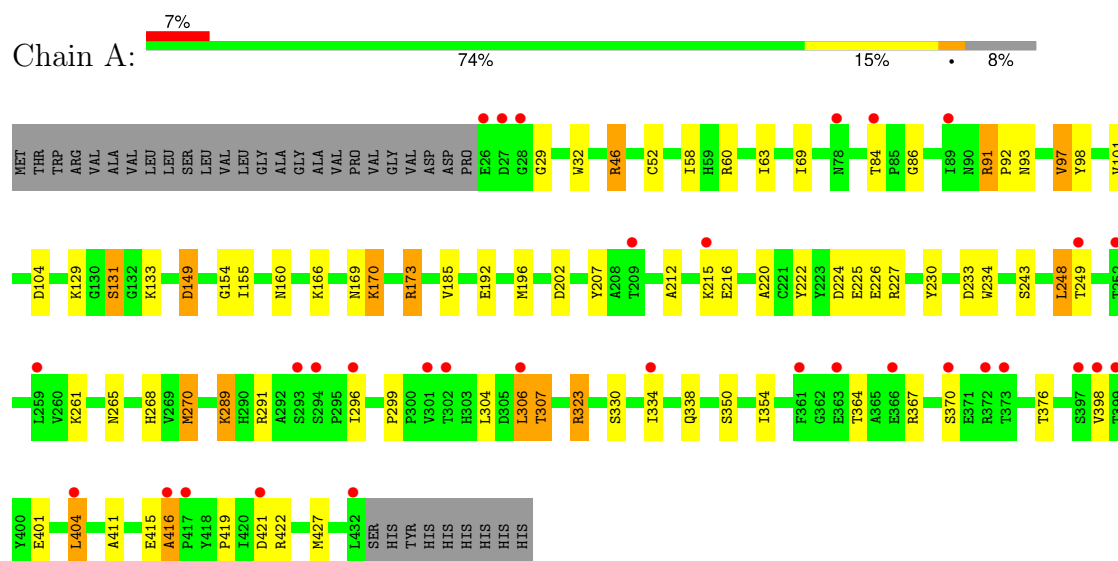 7%
Chain A:
74% 15% • 8%
MET THR TRP ARG VAL ALA VAL LEU LEU SER LEU VAL LEU GLY ALA GLY ALA VAL PRO VAL GLY VAL ASP ASP PRO E26 D27 G28 G29 W32 R46 C52 I58 H59 R60 I63 I69 N78 T84 P85 G86 I89 N90 R91 P92 N93 V97 Y98
D104 K129 G130 S131 G132 K133 D149 G154 I155 N160 K166 N169 K170 R173 V185 E192 M196 D202 Y207 A208 T209 A212 K215 E216 A220 C221 Y222 Y223 D224 E225 E226 R227 Y230 D233 W234 S243 L248 T249 T252
L259 V260 K261 N265 H268 V269 M270 K289 H290 R291 A292 S293 S294 P295 I296 P299 P300 V301 T302 H303 L304 D305 L306 T307 R323 S330 I334 Q338 S350 I354 F361 G362 E363 T364 A365 E366 R367 S370 E371 R372 T373 T376 S397 V398 T399
Y400 E401 L404 A411 E415 A416 P417 Y418 P419 I420 D421 R422 M427 L432 SER HIS TYR HIS HIS HIS HIS HIS HIS